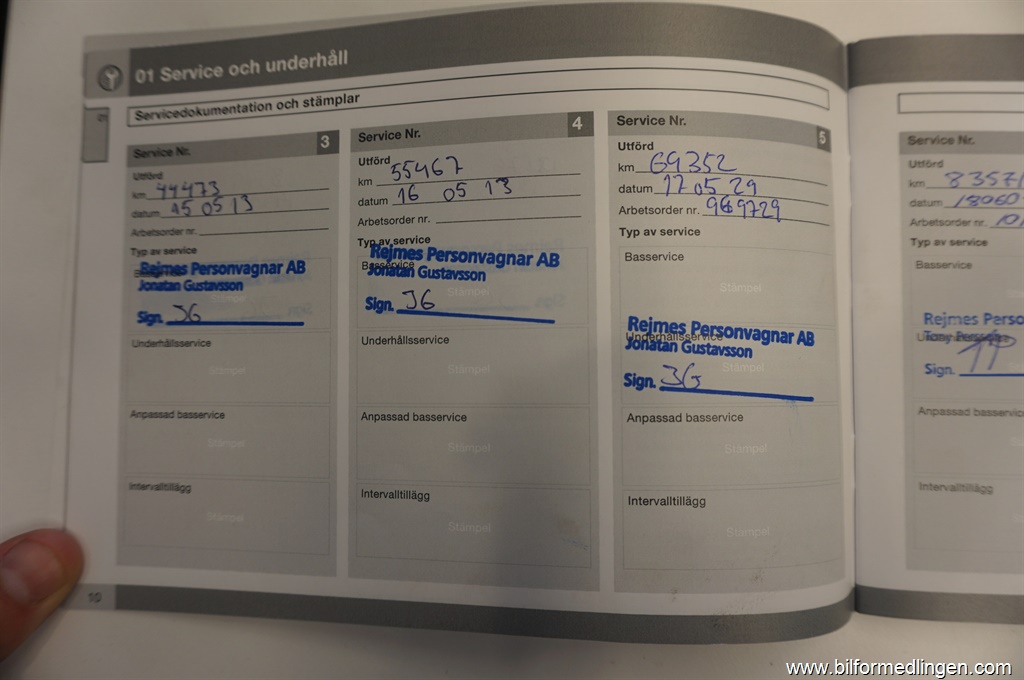 01 Service och underhåll
01
Servicedokumentation och stämplar
Service Nr. 3
Utförd
km 44473
datum 15 05 13
Arbetsorder nr.
Typ av service
Rejmes Personvagnar AB
Jonatan Gustavsson
Sign. JG
Underhållsservice
Stämpel
Anpassad basservice
Stämpel
Intervalltillägg
Stämpel
Service Nr. 4
Utförd
km 55467
datum 16 05 13
Arbetsorder nr.
Typ av service
Rejmes Personvagnar AB
Basservice
Jonatan Gustavsson
Stämpel
Sign. JG
Underhållsservice
Stämpel
Anpassad basservice
Stämpel
Intervalltillägg
Stämpel
Service Nr. 5
Utförd
km 69352
datum 17 05 29
Arbetsorder nr. 969729
Typ av service
Basservice
Stämpel
Rejmes Personvagnar AB
Underhållsservice
Jonatan Gustavsson
Stämpel
Sign. JG
Anpassad basservice
Stämpel
Intervalltillägg
Stämpel
10
Service Nr.
Utförd
km 8357
datum 18060
Arbetsorder nr. 10
Typ av service
Basservice
Rejmes Perso
Tony
Sign.
Anpassad basservice
Intervalltillägg
www.bilformedlingen.com